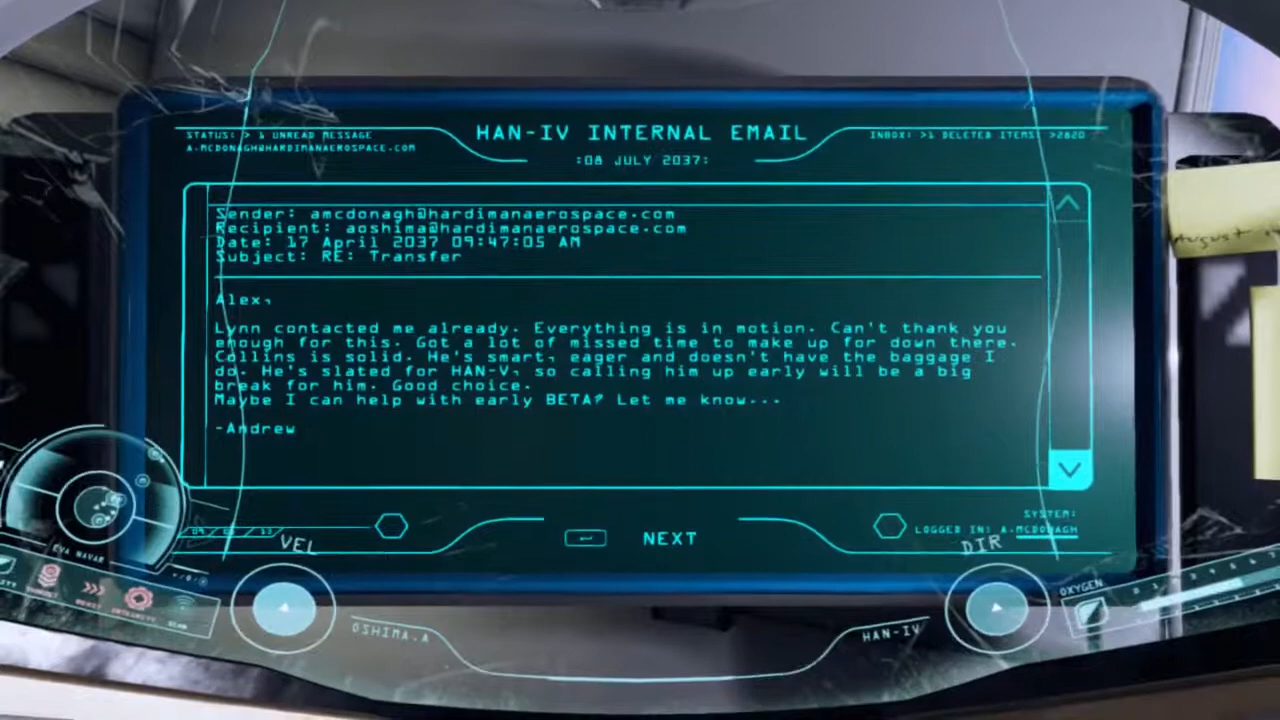 STATUS: > 1 UNREAD MESSAGE
A.MCDONAGH@HARDIMANAEROSPACE.COM
HAN-IV INTERNAL EMAIL
INBOX: >1 DELETED ITEMS: >2820
:08 JULY 2037:
Sender: amcdonagh@hardimanaerospace.com
Recipient: aoshima@hardimanaerospace.com
Date: 17 April 2037 09:47:05 AM
Subject: RE: Transfer
Alex,
Lynn contacted me already. Everything is in motion. Can't thank you
enough for this. Got a lot of missed time to make up for down there.
Collins is solid. He's smart, eager and doesn't have the baggage I
do. He's slated for HAN-V, so calling him up early will be a big
break for him. Good choice.
Maybe I can help with early BETA? Let me know...
-Andrew
NEXT
SYSTEM:
LOGGED IN: A.MCDONAGH
VEL
DIR
EVA NAVAR
OXYGEN
OSHIMA.A
HAN-IV
August